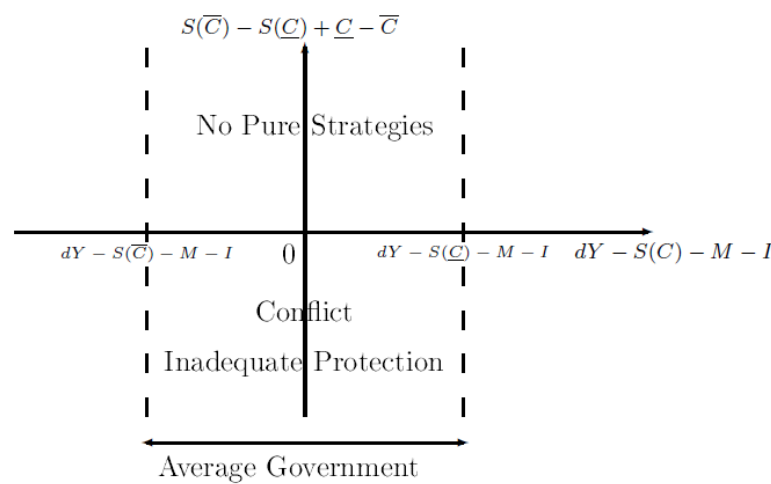 S(C̅) − S(C̲) + C̲ − C̅
No Pure Strategies
dY − S(C̅) − M − I
0
dY − S(C̲) − M − I
dY − S(C) − M − I
Conflict
Inadequate Protection
Average Government